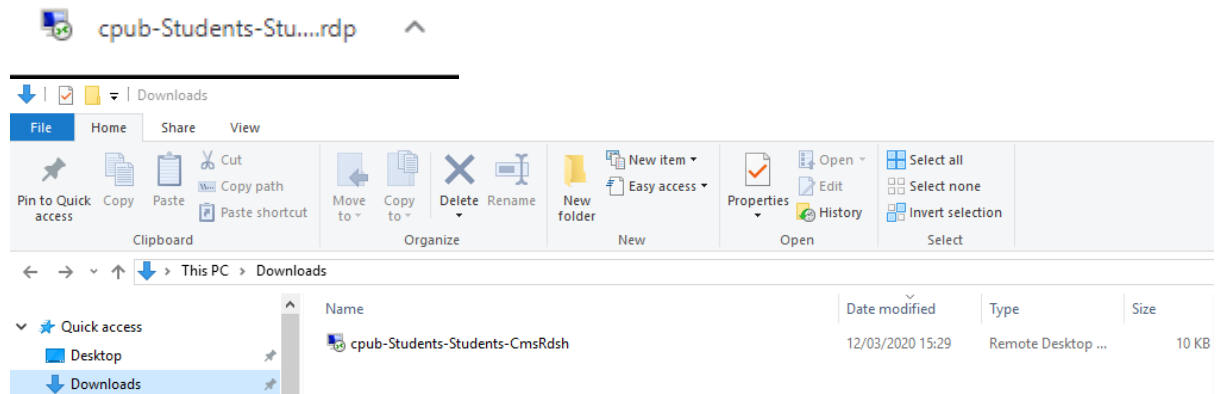 cpub-Students-Stu....rdp
Downloads
File Home Share View
Pin to Quick access
Copy
Paste
Cut
Copy path
Paste shortcut
Clipboard
Move to
Copy to
Delete
Rename
Organize
New folder
New item
Easy access
New
Properties
Open
Edit
History
Open
Select all
Select none
Invert selection
Select
This PC > Downloads
Quick access
Desktop
Downloads
Name Date modified Type Size
cpub-Students-Students-CmsRdsh 12/03/2020 15:29 Remote Desktop ... 10 KB